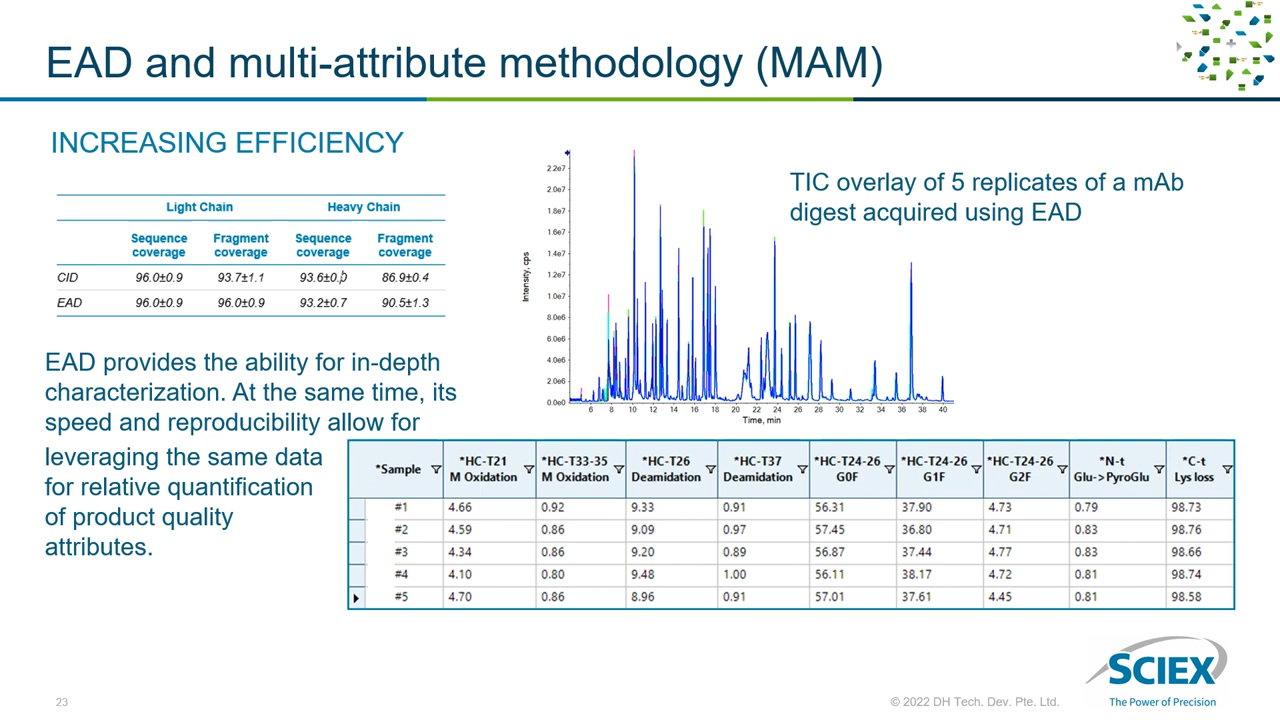 EAD and multi-attribute methodology (MAM)
INCREASING EFFICIENCY
Light Chain Heavy Chain
Sequence coverage Fragment coverage Sequence coverage Fragment coverage
CID 96.0±0.9 93.7±1.1 86.9±0.4
EAD 96.0±0.9 96.0±0.9 93.2±0.7 90.5±1.3
EAD provides the ability for in-depth
characterization. At the same time, its
speed and reproducibility allow for
leveraging the same data
for relative quantification
of product quality
attributes.
TIC overlay of 5 replicates of a mAb
digest acquired using EAD
Intensity, cps
2.2e7
2.0e7
1.8e7
1.6e7
1.4e7
1.2e7
1.0e7
8.0e6
6.0e6
4.0e6
2.0e6
0.0e0
6 8 10 12 14 16 18 20 22 24 26 28 30 32 34 36 38 40
Time, min
*Sample *HC-T21 M Oxidation *HC-T33-35 M Oxidation *HC-T26 Deamidation *HC-T37 Deamidation *HC-T24-26 G0F *HC-T24-26 G1F *HC-T24-26 G2F *N-t Glu->PyroGlu *C-t Lys loss
#1 4.66 0.92 9.33 0.91 56.31 37.90 4.73 0.79 98.73
#2 4.59 0.86 9.09 0.97 57.45 36.80 4.71 0.83 98.76
#3 4.34 0.86 9.20 0.89 56.87 37.44 4.77 0.83 98.66
#4 4.10 0.80 9.48 1.00 56.11 38.17 4.72 0.81 98.74
#5 4.70 0.86 8.96 0.91 57.01 37.61 4.45 0.81 98.58
SCIEX
The Power of Precision
23
© 2022 DH Tech. Dev. Pte. Ltd.